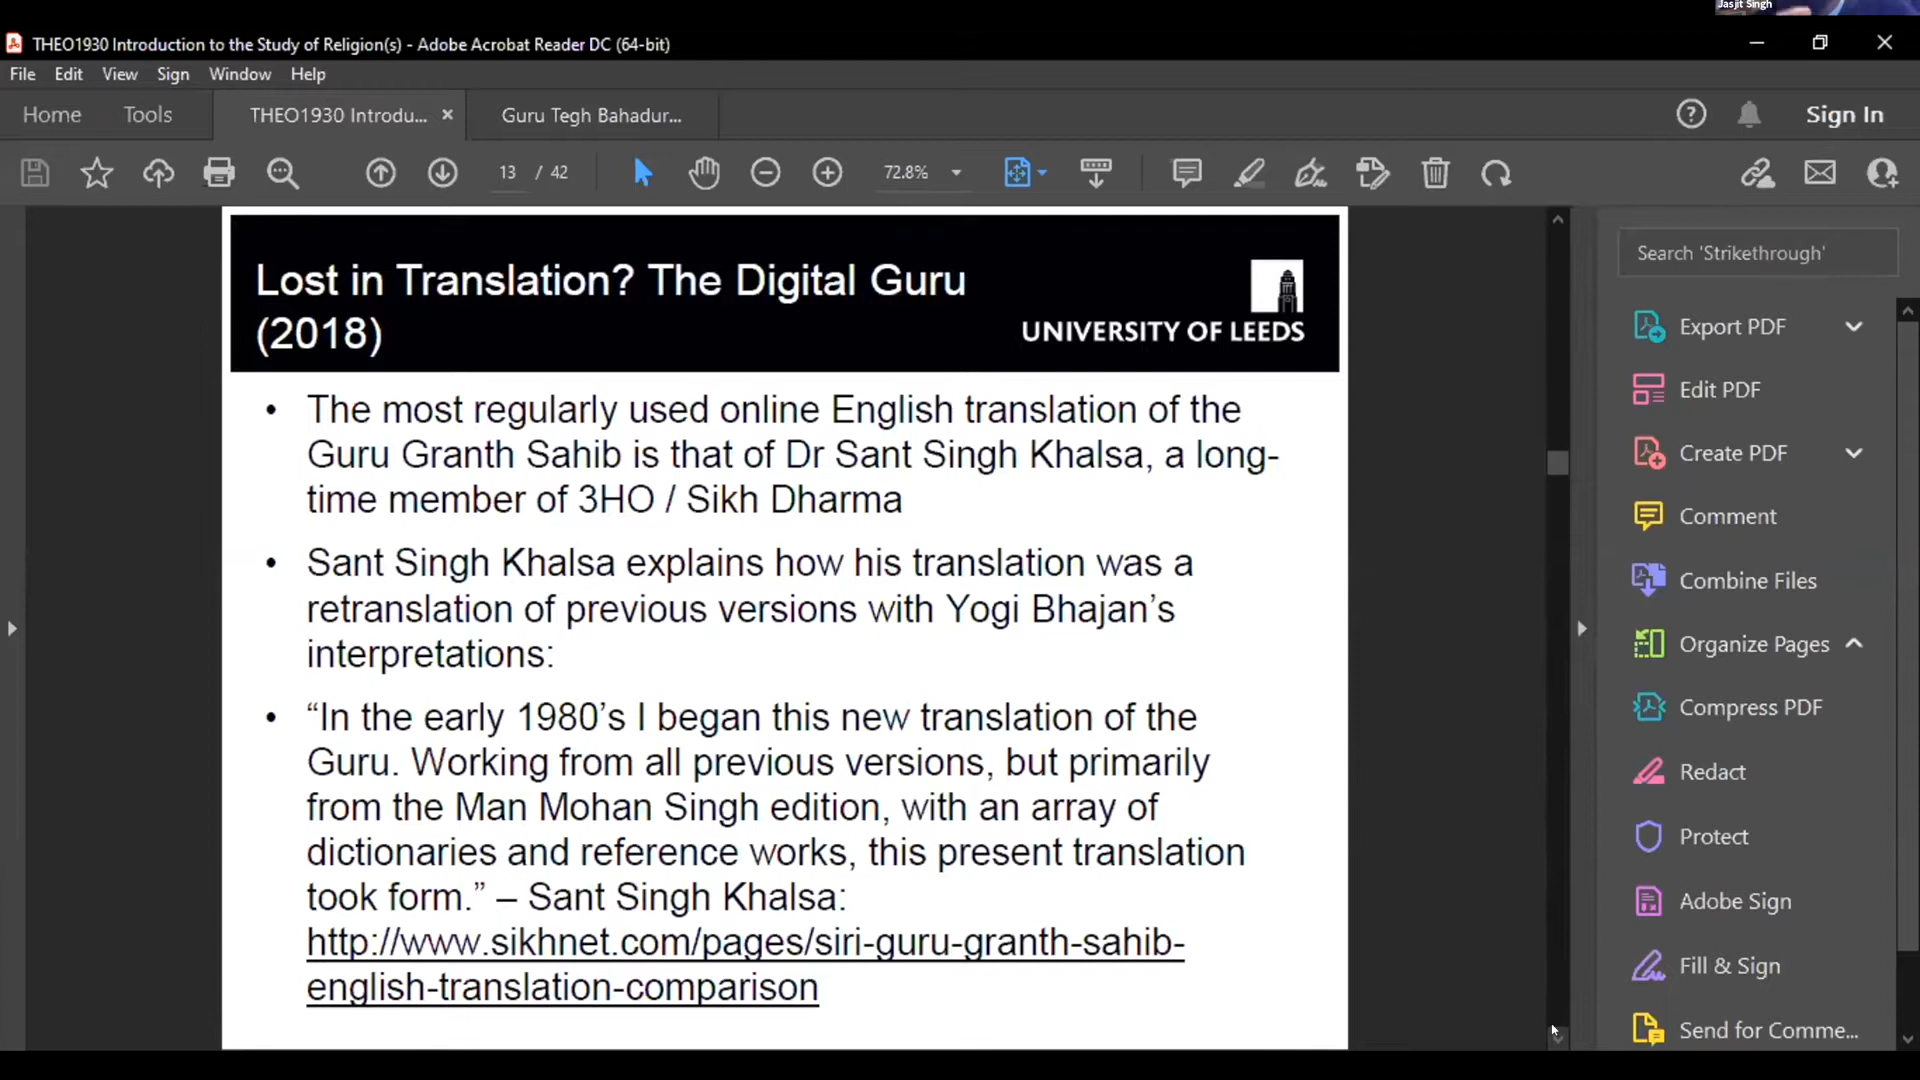 Jasjit Singh
THEO1930 Introduction to the Study of Religion(s) - Adobe Acrobat Reader DC (64-bit)
File Edit View Sign Window Help
Home Tools THEO1930 Introdu... × Guru Tegh Bahadur... Sign In
13 / 42 72.8%
Lost in Translation? The Digital Guru
(2018)
UNIVERSITY OF LEEDS
• The most regularly used online English translation of the
Guru Granth Sahib is that of Dr Sant Singh Khalsa, a long-
time member of 3HO / Sikh Dharma
• Sant Singh Khalsa explains how his translation was a
retranslation of previous versions with Yogi Bhajan’s
interpretations:
• “In the early 1980’s I began this new translation of the
Guru. Working from all previous versions, but primarily
from the Man Mohan Singh edition, with an array of
dictionaries and reference works, this present translation
took form.” – Sant Singh Khalsa:
http://www.sikhnet.com/pages/siri-guru-granth-sahib-
english-translation-comparison
Search 'Strikethrough'
Export PDF
Edit PDF
Create PDF
Comment
Combine Files
Organize Pages
Compress PDF
Redact
Protect
Adobe Sign
Fill & Sign
Send for Comme...